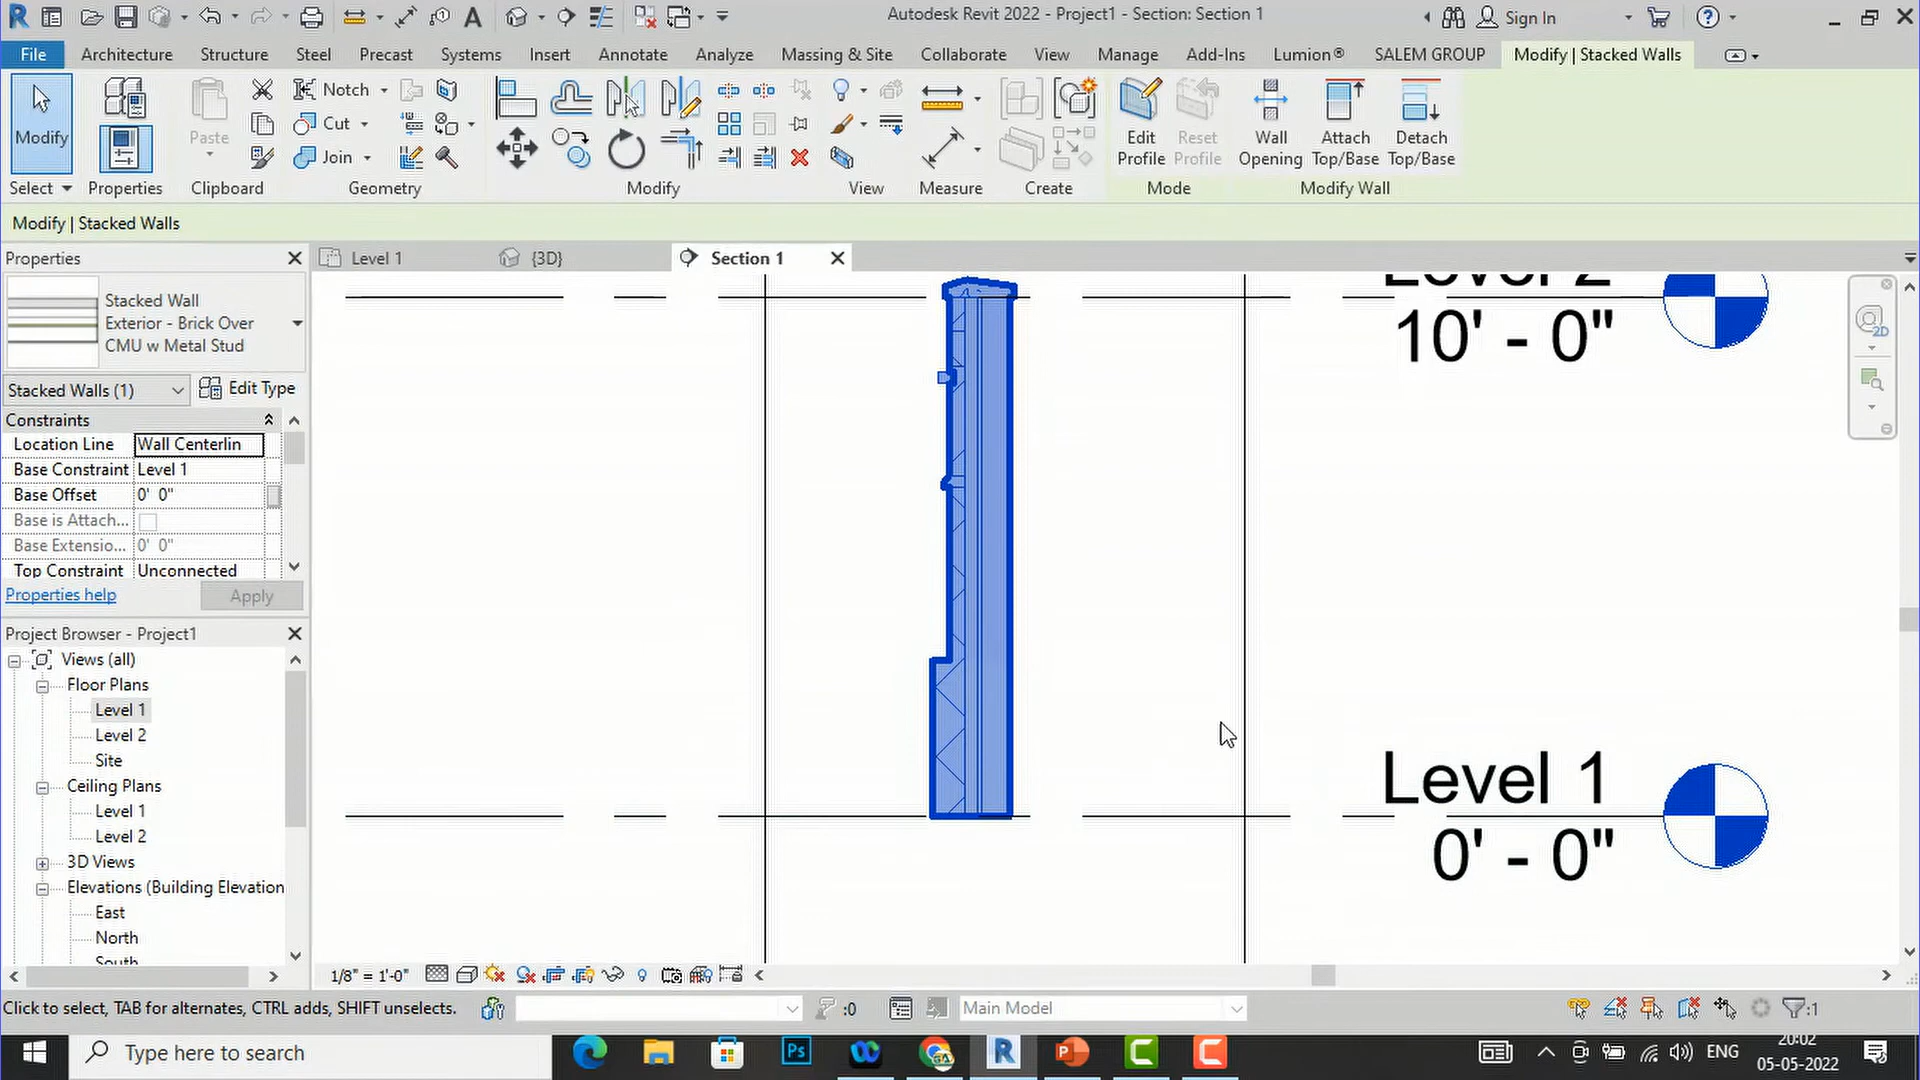 Autodesk Revit 2022 - Project1 - Section: Section 1
Sign In
File Architecture Structure Steel Precast Systems Insert Annotate Analyze Massing & Site Collaborate View Manage Add-Ins Lumion® SALEM GROUP Modify | Stacked Walls
Modify
Paste
Notch
Cut
Join
Edit Profile
Reset Profile
Wall Opening
Attach Top/Base
Detach Top/Base
Select Properties Clipboard Geometry Modify View Measure Create Mode Modify Wall
Modify | Stacked Walls
Properties
Level 1 {3D} Section 1
Stacked Wall
Exterior - Brick Over
CMU w Metal Stud
Stacked Walls (1) Edit Type
Constraints
Location Line Wall Centerlin
Base Constraint Level 1
Base Offset 0' 0"
Base is Attach...
Base Extensio... 0' 0"
Top Constraint Unconnected
Properties help Apply
Project Browser - Project1
Views (all)
Floor Plans
Level 1
Level 2
Site
Ceiling Plans
Level 1
Level 2
3D Views
Elevations (Building Elevation
East
North
South
Level 2
10' - 0"
2D
Level 1
0' - 0"
1/8" = 1'-0"
Click to select, TAB for alternates, CTRL adds, SHIFT unselects.
:0
Main Model
:1
Type here to search
Ps
ENG
20:02
05-05-2022